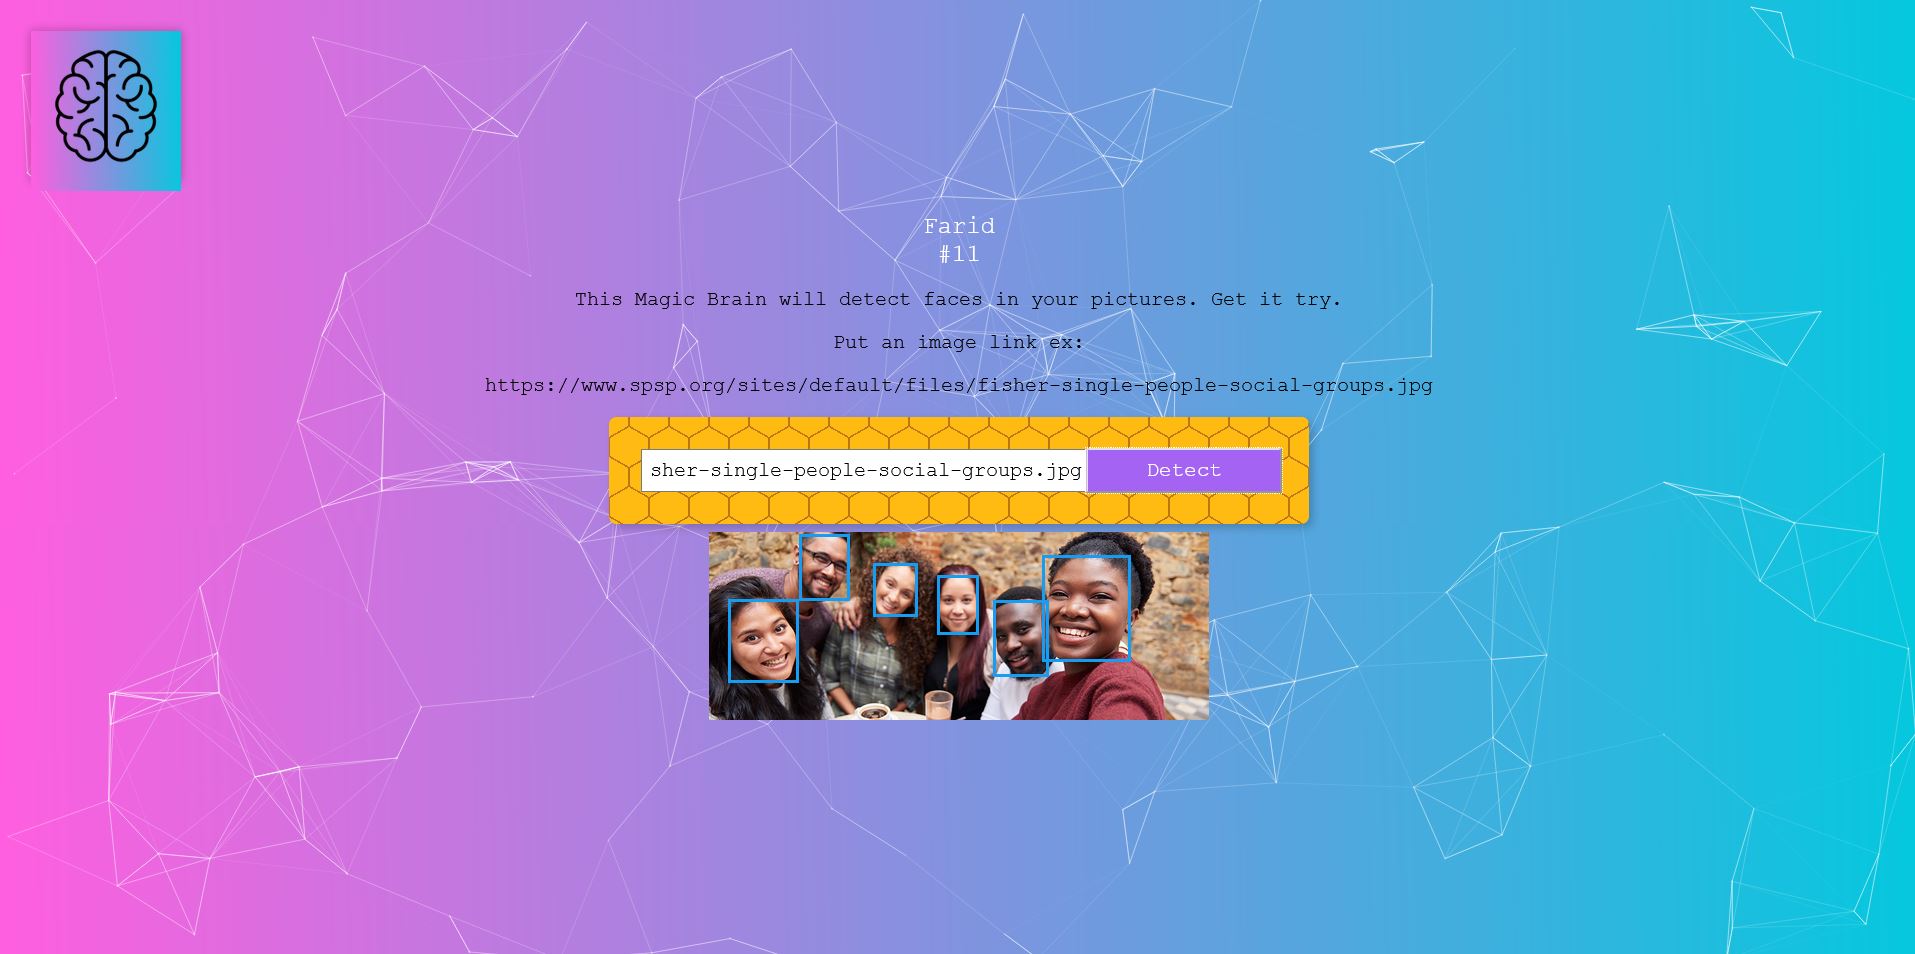 Farid
#11
This Magic Brain will detect faces in your pictures. Get it try.
Put an image link ex:
https://www.spsp.org/sites/default/files/fisher-single-people-social-groups.jpg
sher-single-people-social-groups.jpg Detect